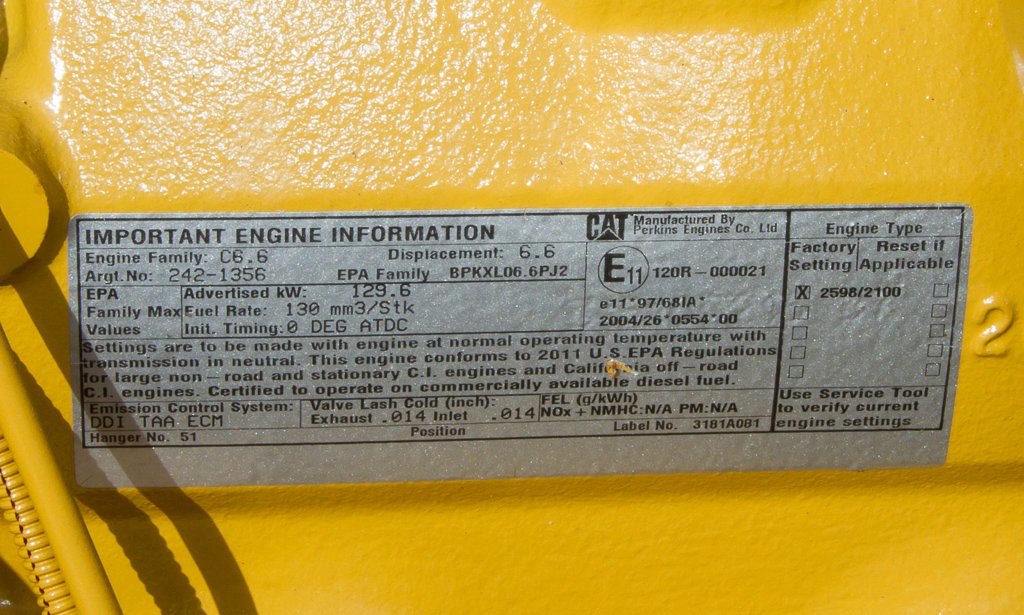 IMPORTANT ENGINE INFORMATION
Engine Family: C6.6 Displacement: 6.6
Argt.No: 242-1356 EPA Family BPKXL06.6PJ2
EPA Family Max Values
Advertised kW: 129.6
Fuel Rate: 130 mm3/Stk
Init. Timing: 0 DEG ATDC
CAT Manufactured By
Perkins Engines Co. Ltd
E11 120R-000021
e11*97/68IA*
2004/26*0554*00
Settings are to be made with engine at normal operating temperature with
transmission in neutral. This engine conforms to 2011 U.S.EPA Regulations
for large non-road and stationary C.I. engines and California off-road
C.I. engines. Certified to operate on commercially available diesel fuel.
Emission Control System:
DDI TAA ECM
Valve Lash Cold (inch):
Exhaust .014 Inlet .014
FEL (g/kWh)
NOx + NMHC:N/A PM:N/A
Hanger No. 51 Position Label No. 3181A081
Engine Type
Factory Setting Reset if Applicable
X 2598/2100
Use Service Tool
to verify current
engine settings
2